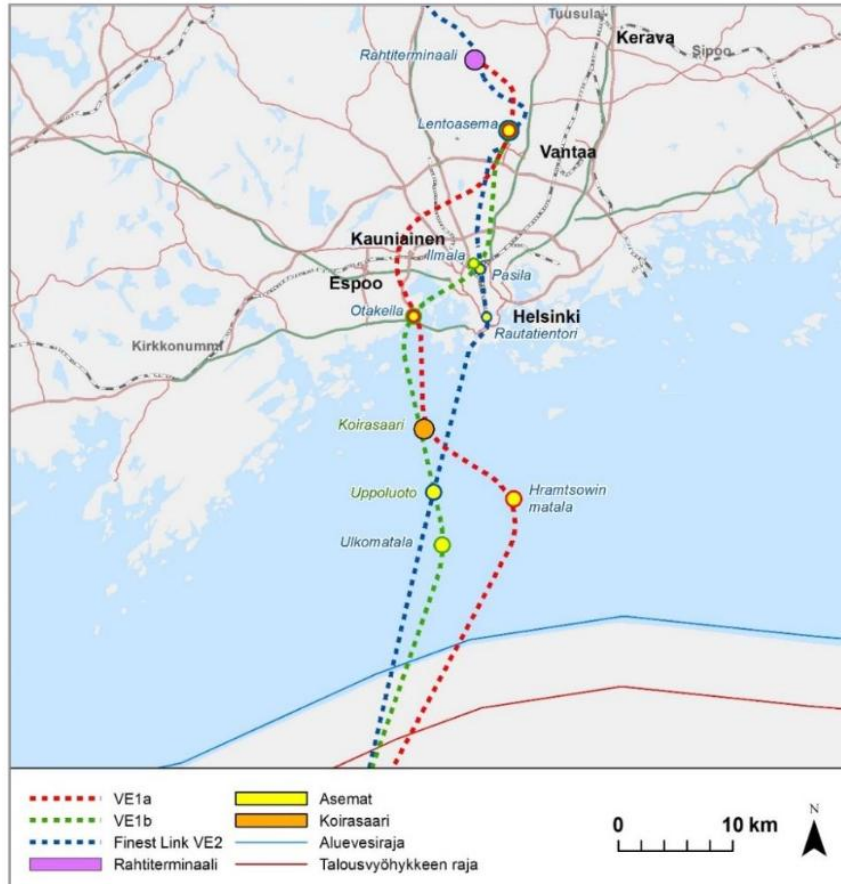 Tuusula
Kerava
Sipoo
Rahtiterminaali
Lentoasema
Vantaa
Kauniainen
Ilmala
Pasila
Espoo
Otakeila
Helsinki
Rautatientori
Kirkkonummi
Koirasaari
Uppoluoto
Hramtsowin
matala
Ulkomatala
VE1a
VE1b
Finest Link VE2
Rahtiterminaali
Asemat
Koirasaari
Aluevesiraja
Talousvyöhykkeen raja
0 10 km
N